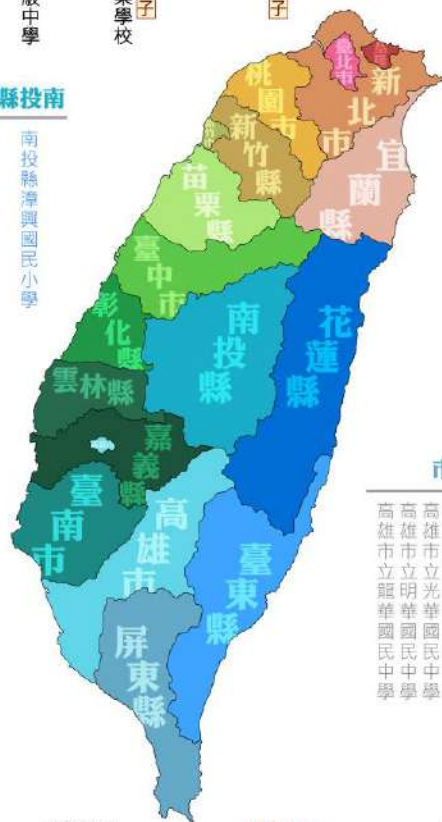 子
子
縣投南
南投縣漳興國民小學
學校
級中學
臺北市
新北市
桃園市
新竹縣
宜蘭縣
苗栗縣
臺中市
彰化縣
南投縣
花蓮縣
雲林縣
嘉義縣
臺南市
高雄市
臺東縣
屏東縣
市
高雄市立光華國民中學
高雄市立明華國民中學
高雄市立龍華國民中學